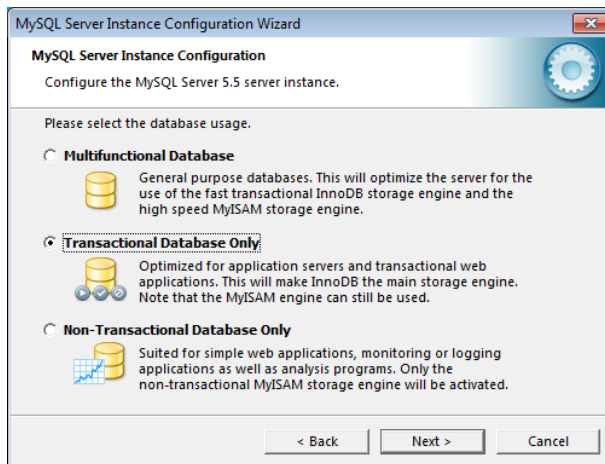 MySQL Server Instance Configuration Wizard
MySQL Server Instance Configuration
Configure the MySQL Server 5.5 server instance.
Please select the database usage.
Multifunctional Database
General purpose databases. This will optimize the server for the
use of the fast transactional InnoDB storage engine and the
high speed MyISAM storage engine.
Transactional Database Only
Optimized for application servers and transactional web
applications. This will make InnoDB the main storage engine.
Note that the MyISAM engine can still be used.
Non-Transactional Database Only
Suited for simple web applications, monitoring or logging
applications as well as analysis programs. Only the
non-transactional MyISAM storage engine will be activated.
< Back Next > Cancel